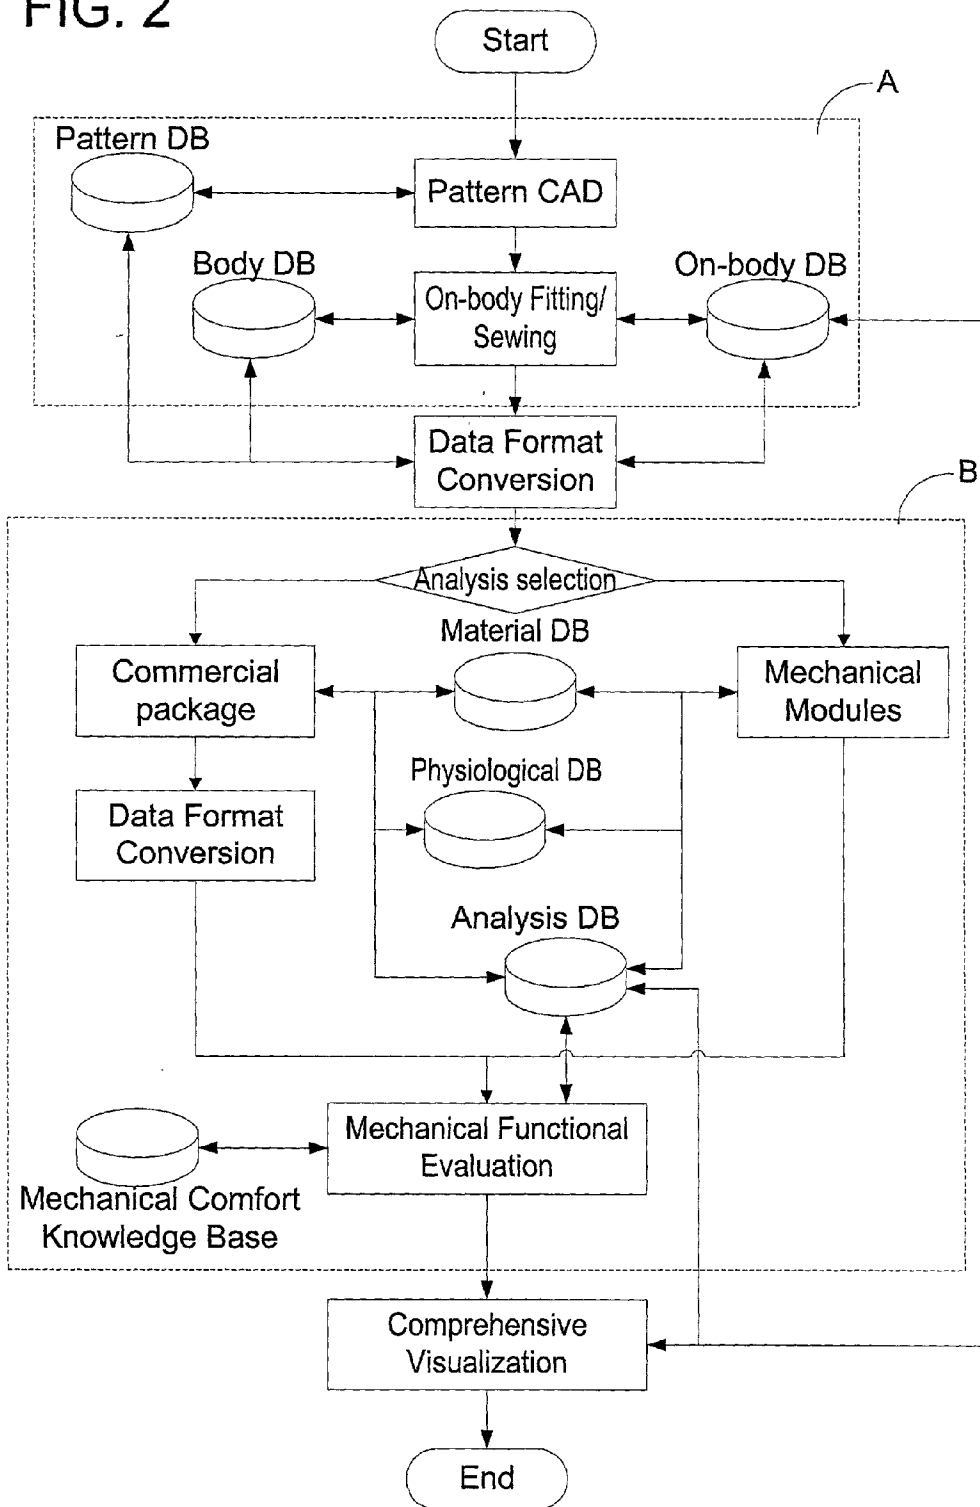 FIG. 2
Start
A
Pattern DB
Pattern CAD
Body DB
On-body Fitting/
Sewing
On-body DB
Data Format
Conversion
B
Analysis selection
Material DB
Commercial
package
Mechanical
Modules
Physiological DB
Data Format
Conversion
Analysis DB
Mechanical Functional
Evaluation
Mechanical Comfort
Knowledge Base
Comprehensive
Visualization
End